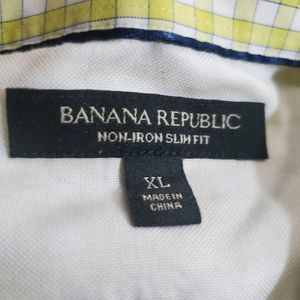 BANANA REPUBLIC
NON-IRON SLIM FIT
XL
MADE IN
CHINA